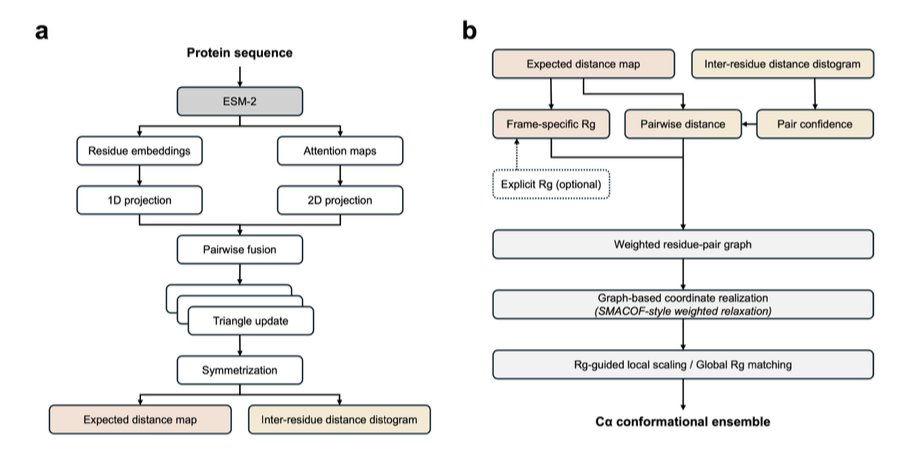 a
Protein sequence
ESM-2
Residue embeddings
Attention maps
1D projection
2D projection
Pairwise fusion
Triangle update
Symmetrization
Expected distance map
Inter-residue distance distogram
b
Expected distance map
Inter-residue distance distogram
Frame-specific Rg
Pairwise distance
Pair confidence
Explicit Rg (optional)
Weighted residue-pair graph
Graph-based coordinate realization
(SMACOF-style weighted relaxation)
Rg-guided local scaling / Global Rg matching
Cα conformational ensemble